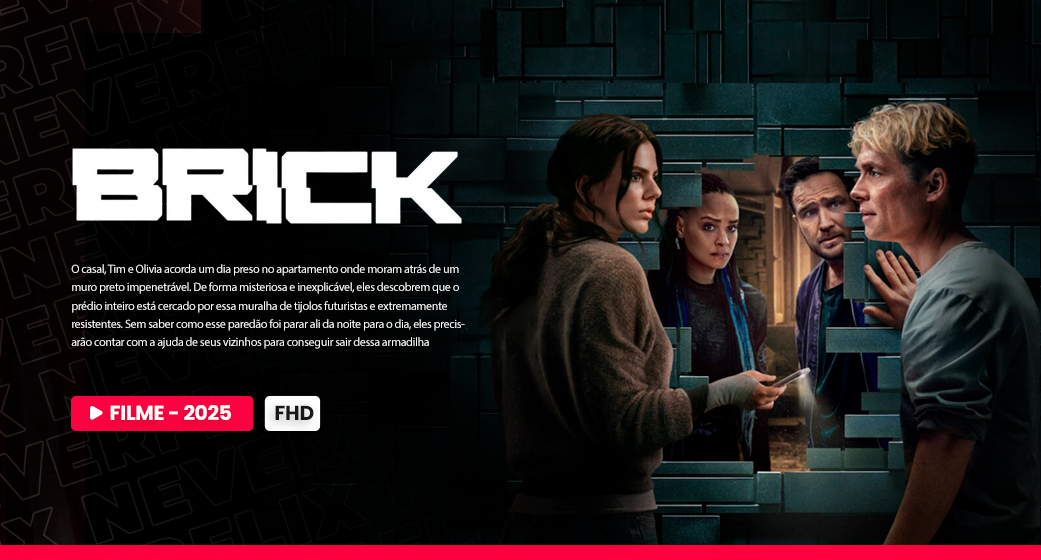 BRICK
O casal, Tim e Olivia acorda um dia preso no apartamento onde moram atrás de um
muro preto impenetrável. De forma misteriosa e inexplicável, eles descobrem que o
prédio inteiro está cercado por essa muralha de tijolos futuristas e extremamente
resistentes. Sem saber como esse paredão foi parar ali da noite para o dia, eles precis-
arão contar com a ajuda de seus vizinhos para conseguir sair dessa armadilha
FILME - 2025
FHD